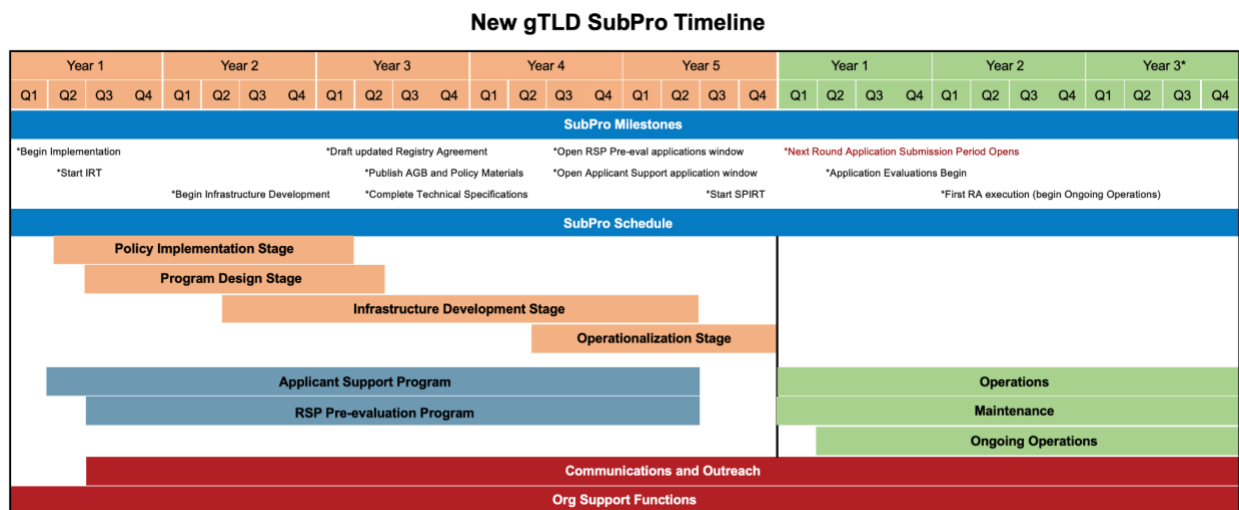 New gTLD SubPro Timeline
Year 1 Year 2 Year 3 Year 4 Year 5 Year 1 Year 2 Year 3*
Q1 Q2 Q3 Q4 Q1 Q2 Q3 Q4 Q1 Q2 Q3 Q4 Q1 Q2 Q3 Q4 Q1 Q2 Q3 Q4 Q1 Q2 Q3 Q4 Q1 Q2 Q3 Q4 Q1 Q2 Q3 Q4
SubPro Milestones
*Begin Implementation *Draft updated Registry Agreement *Open RSP Pre-eval applications window *Next Round Application Submission Period Opens
*Start IRT *Publish AGB and Policy Materials *Open Applicant Support application window *Application Evaluations Begin
*Begin Infrastructure Development *Complete Technical Specifications *Start SPIRT *First RA execution (begin Ongoing Operations)
SubPro Schedule
Policy Implementation Stage
Program Design Stage
Infrastructure Development Stage
Operationalization Stage
Applicant Support Program Operations
RSP Pre-evaluation Program Maintenance
Ongoing Operations
Communications and Outreach
Org Support Functions